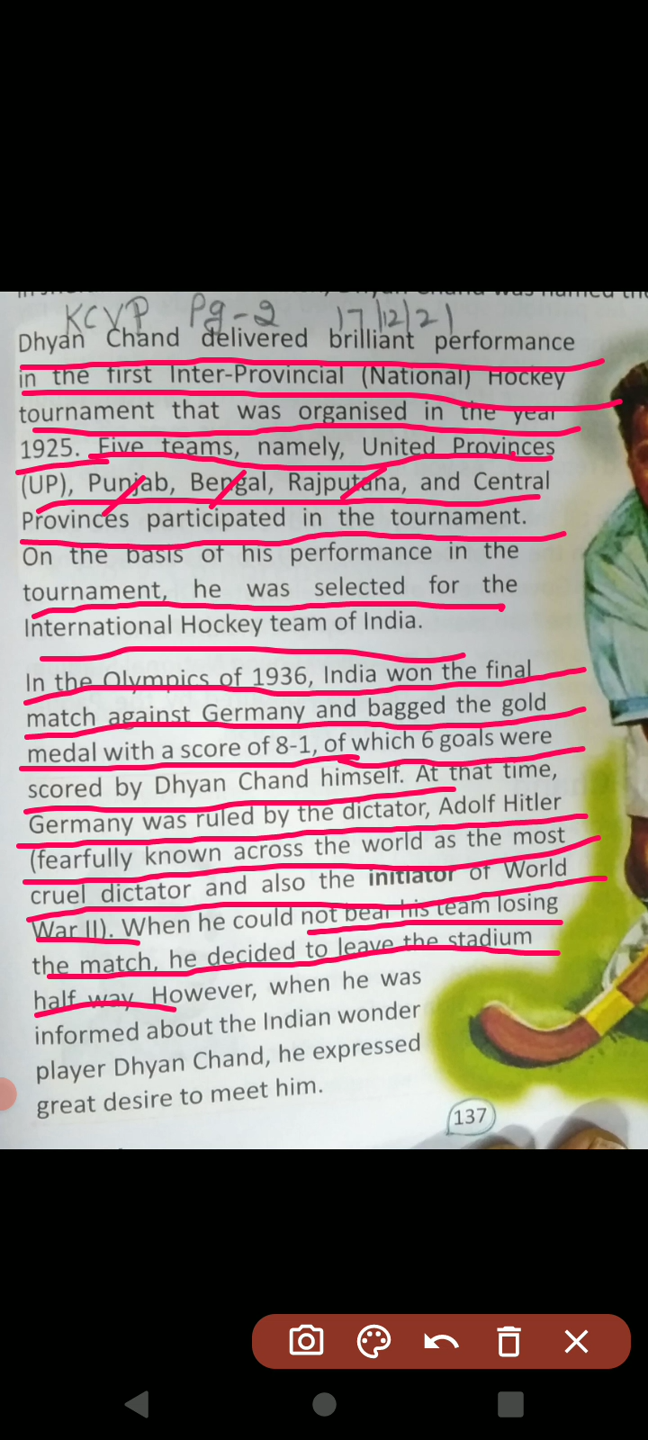 was named the
KCVP Pg-2 17/12/21
Dhyan Chand delivered brilliant performance
in the first Inter-Provincial (National) Hockey
tournament that was organised in the year
1925. Five teams, namely, United Provinces
(UP), Punjab, Bengal, Rajputana, and Central
Provinces participated in the tournament.
On the basis of his performance in the
tournament, he was selected for the
International Hockey team of India.
In the Olympics of 1936, India won the final
match against Germany and bagged the gold
medal with a score of 8-1, of which 6 goals were
scored by Dhyan Chand himself. At that time,
Germany was ruled by the dictator, Adolf Hitler
(fearfully known across the world as the most
cruel dictator and also the initiator of World
War II). When he could not bear his team losing
the match, he decided to leave the stadium
half way. However, when he was
informed about the Indian wonder
player Dhyan Chand, he expressed
great desire to meet him.
137